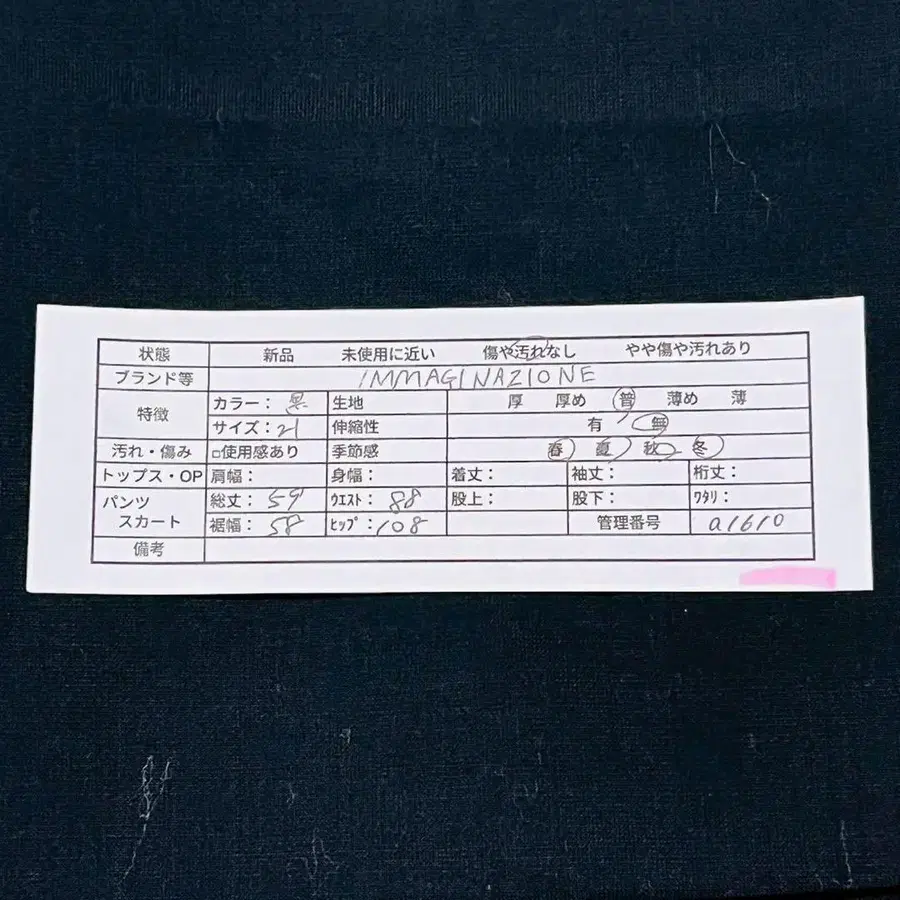 状態 新品 未使用に近い 傷や汚れなし やや傷や汚れあり
ブランド等 IMMAGINAZIONE
特徴 カラー: 黒 生地 厚 厚め 普 薄め 薄
サイズ: 21 伸縮性 有 無
汚れ・傷み □使用感あり 季節感 春 夏 秋 冬
トップス・OP 肩幅: 身幅: 着丈: 袖丈: 裄丈:
パンツ スカート 総丈: 59 ウエスト: 88 股上: 股下: ワタリ:
裾幅: 58 ヒップ: 108 管理番号 a1610
備考